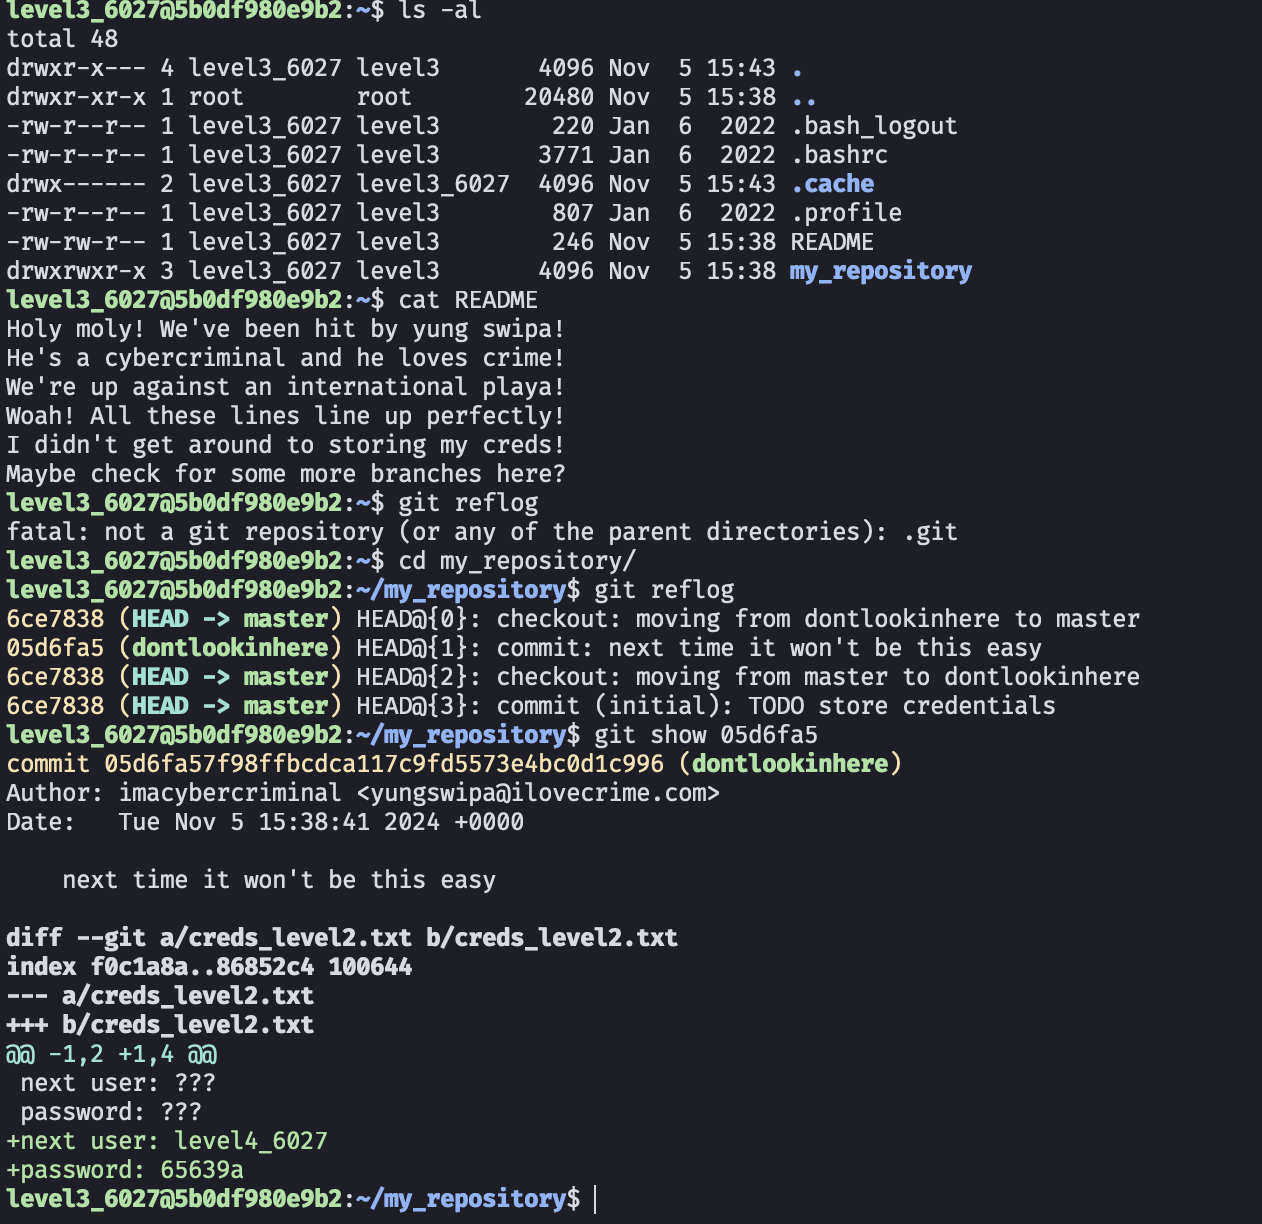 level3_6027@5b0df980e9b2:~$ ls -al
total 48
drwxr-x--- 4 level3_6027 level3       4096 Nov  5 15:43 .
drwxr-xr-x 1 root        root        20480 Nov  5 15:38 ..
-rw-r--r-- 1 level3_6027 level3        220 Jan  6  2022 .bash_logout
-rw-r--r-- 1 level3_6027 level3       3771 Jan  6  2022 .bashrc
drwx------ 2 level3_6027 level3_6027  4096 Nov  5 15:43 .cache
-rw-r--r-- 1 level3_6027 level3        807 Jan  6  2022 .profile
-rw-rw-r-- 1 level3_6027 level3        246 Nov  5 15:38 README
drwxrwxr-x 3 level3_6027 level3       4096 Nov  5 15:38 my_repository
level3_6027@5b0df980e9b2:~$ cat README
Holy moly! We've been hit by yung swipa!
He's a cybercriminal and he loves crime!
We're up against an international playa!
Woah! All these lines line up perfectly!
I didn't get around to storing my creds!
Maybe check for some more branches here?
level3_6027@5b0df980e9b2:~$ git reflog
fatal: not a git repository (or any of the parent directories): .git
level3_6027@5b0df980e9b2:~$ cd my_repository/
level3_6027@5b0df980e9b2:~/my_repository$ git reflog
6ce7838 (HEAD -> master) HEAD@{0}: checkout: moving from dontlookinhere to master
05d6fa5 (dontlookinhere) HEAD@{1}: commit: next time it won't be this easy
6ce7838 (HEAD -> master) HEAD@{2}: checkout: moving from master to dontlookinhere
6ce7838 (HEAD -> master) HEAD@{3}: commit (initial): TODO store credentials
level3_6027@5b0df980e9b2:~/my_repository$ git show 05d6fa5
commit 05d6fa57f98ffbcdca117c9fd5573e4bc0d1c996 (dontlookinhere)
Author: imacybercriminal <yungswipa@ilovecrime.com>
Date:   Tue Nov 5 15:38:41 2024 +0000

    next time it won't be this easy

diff --git a/creds_level2.txt b/creds_level2.txt
index f0c1a8a..86852c4 100644
--- a/creds_level2.txt
+++ b/creds_level2.txt
@@ -1,2 +1,4 @@
 next user: ???
 password: ???
+next user: level4_6027
+password: 65639a
level3_6027@5b0df980e9b2:~/my_repository$